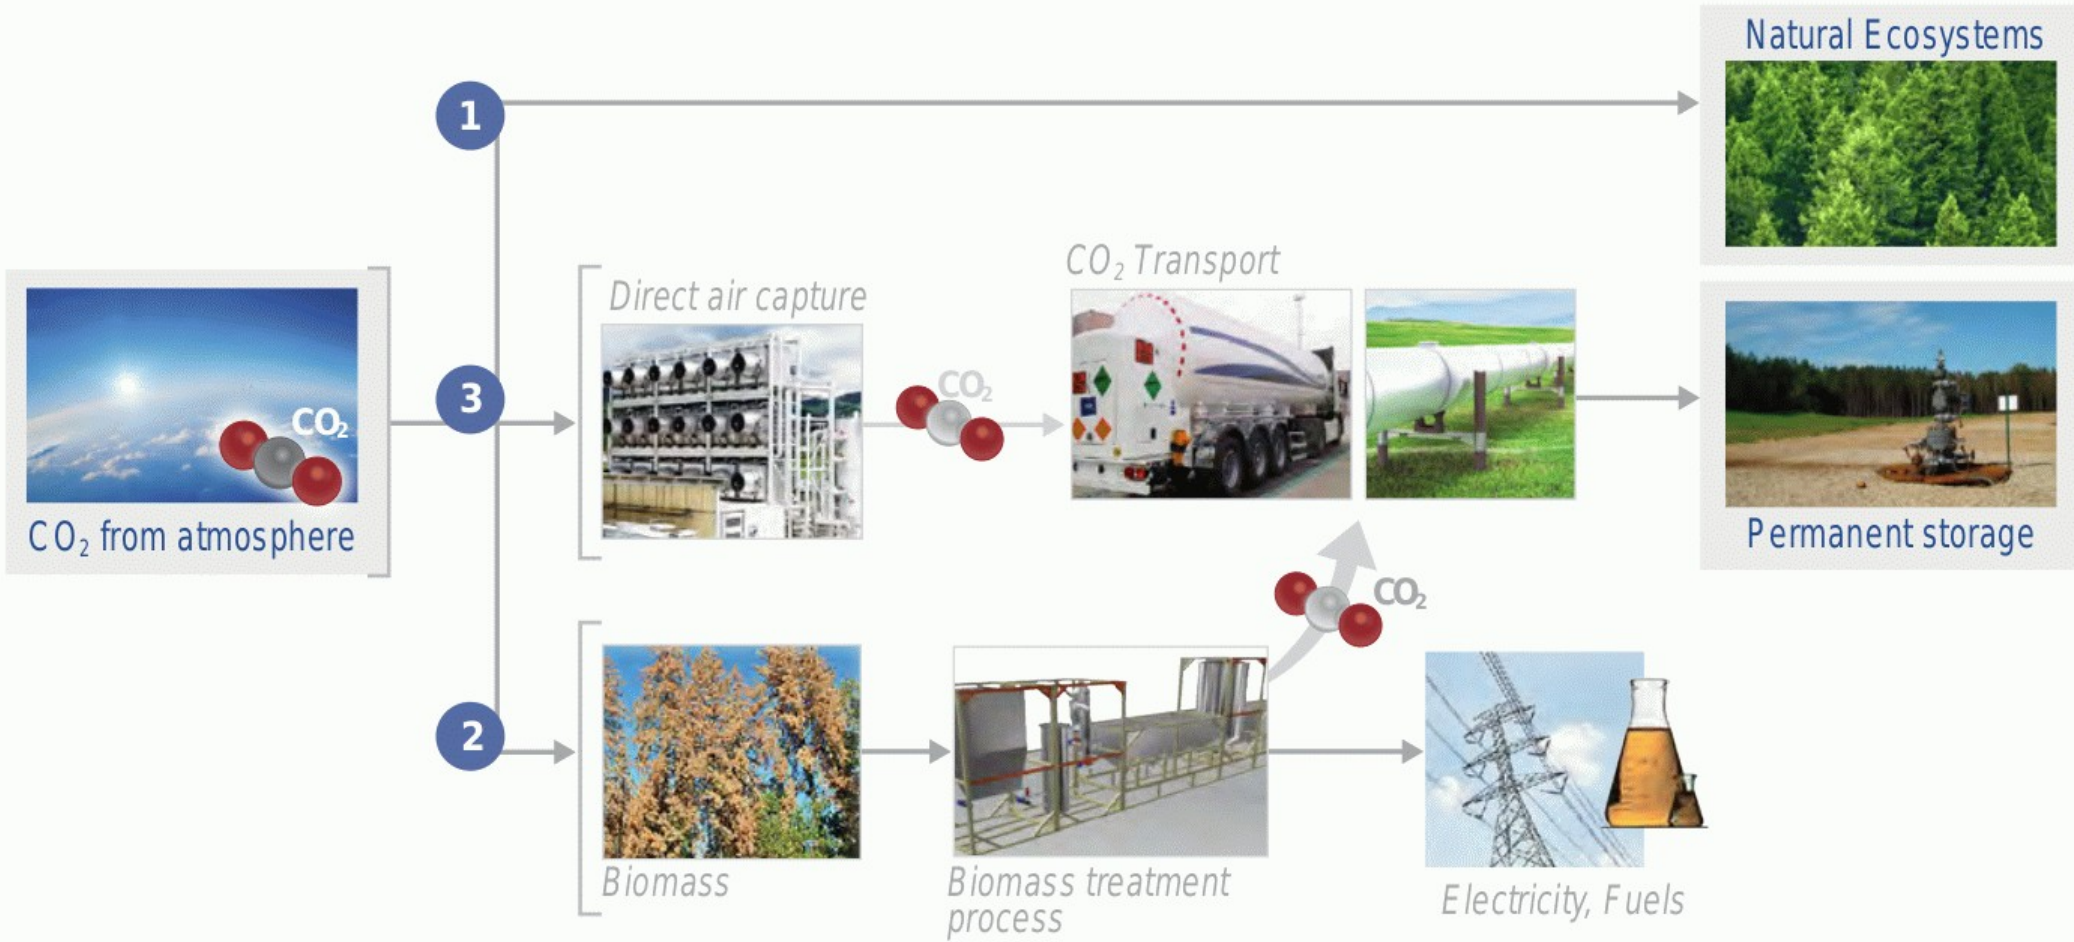 Natural Ecosystems
1
CO₂ Transport
Direct air capture
3
CO₂
CO₂
CO₂ from atmosphere
Permanent storage
CO₂
2
Biomass
Biomass treatment
process
Electricity, Fuels